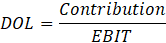 DOL = Contribution / EBIT